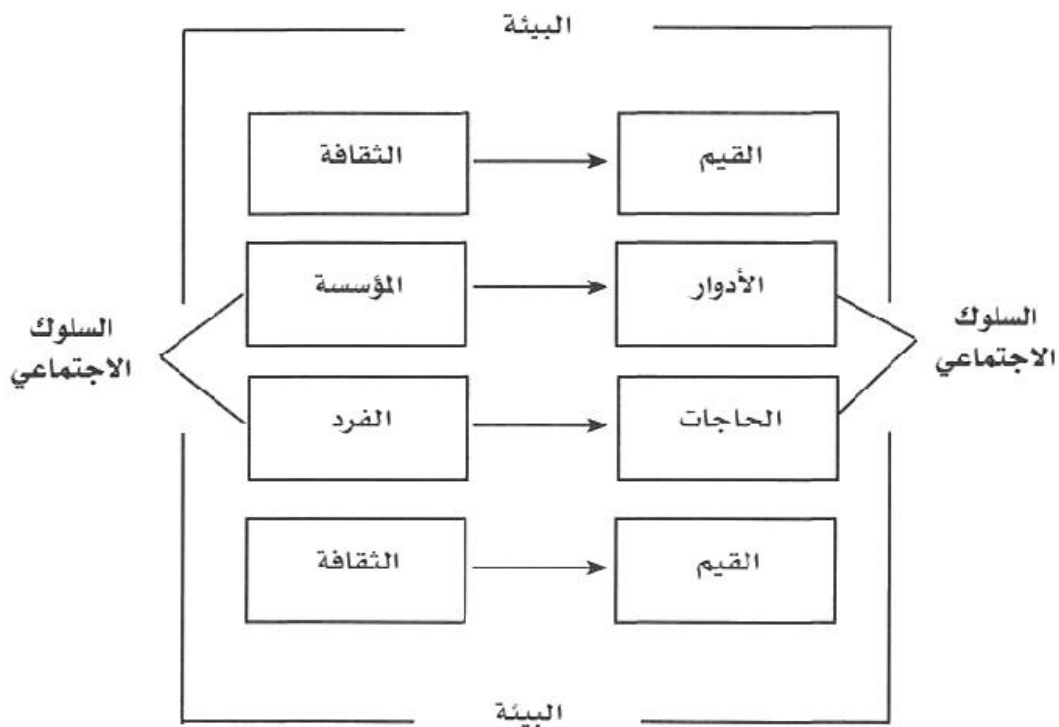 البيئة
القيم
الثقافة
الأدوار
المؤسسة
السلوك
الاجتماعي
السلوك
الاجتماعي
الحاجات
الفرد
القيم
الثقافة
البيئة